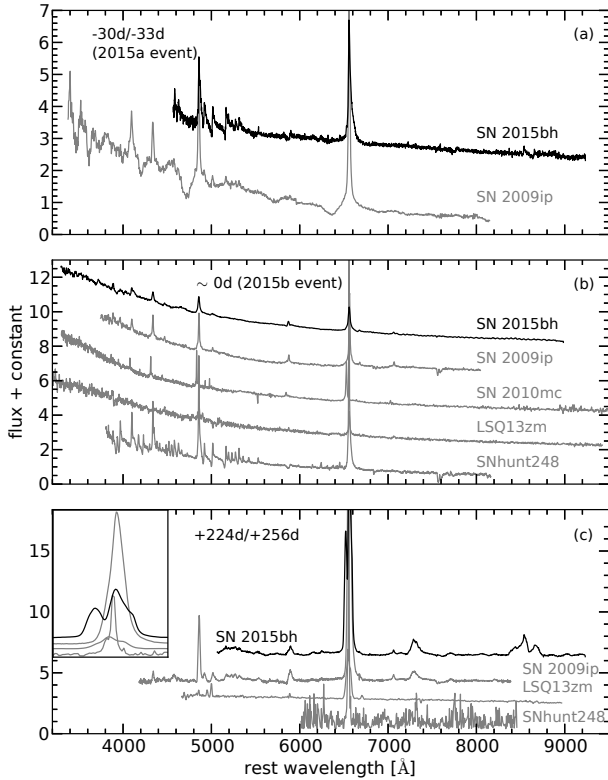 7
6
5
4
3
2
1
0
-30d/-33d
(2015a event)
(a)
SN 2015bh
SN 2009ip
12
10
8
6
4
2
0
~ 0d (2015b event)
(b)
SN 2015bh
SN 2009ip
SN 2010mc
LSQ13zm
SNhunt248
flux + constant
15
10
5
0
+224d/+256d
(c)
SN 2015bh
SN 2009ip
LSQ13zm
SNhunt248
4000 5000 6000 7000 8000 9000
rest wavelength [Å]